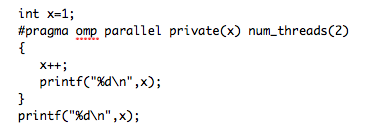 int x=1;
#pragma omp parallel private(x) num_threads(2)
{
x++;
printf("%d\n",x);
}
printf("%d\n",x);